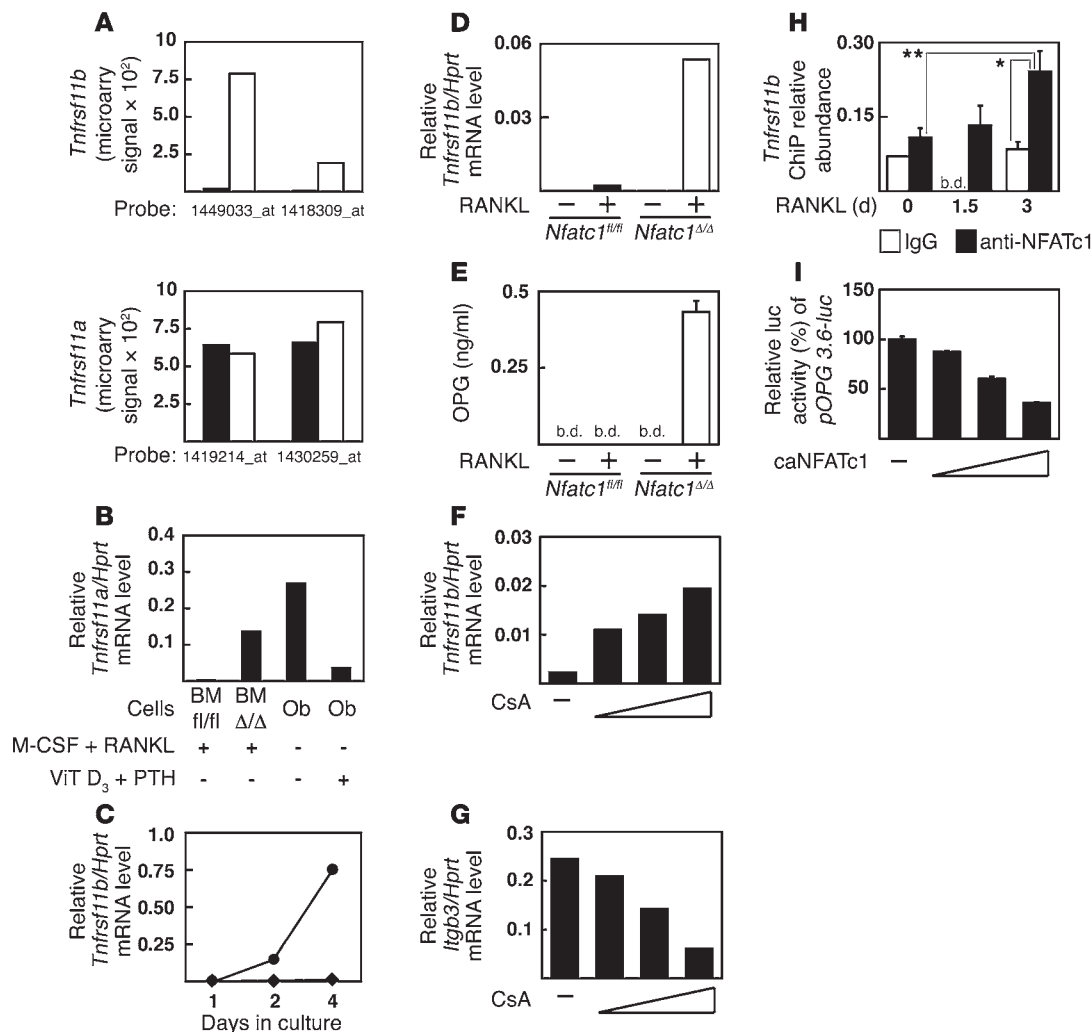 A
Tnfrsf11b
(microarry
signal × 10²)
10
7.5
5.0
2.5
Probe: 1449033_at 1418309_at
Tnfrsf11a
(microarry
signal × 10²)
10
7.5
5.0
2.5
0
Probe: 1419214_at 1430259_at
B
Relative
Tnfrsf11a/Hprt
mRNA level
0.4
0.3
0.2
0.1
Cells
BM fl/fl
BM Δ/Δ
Ob
Ob
M-CSF + RANKL + + - -
ViT D₃ + PTH - - - +
C
Relative
Tnfrsf11b/Hprt
mRNA level
1.0
0.75
0.50
0.25
1 2 4
Days in culture
D
Relative
Tnfrsf11b/Hprt
mRNA level
0.06
0.03
0
RANKL − + − +
Nfatc1fl/fl Nfatc1Δ/Δ
E
OPG (ng/ml)
0.5
0.25
0
b.d. b.d. b.d.
RANKL − + − +
Nfatc1fl/fl Nfatc1Δ/Δ
F
Relative
Tnfrsf11b/Hprt
mRNA level
0.03
0.02
0.01
CsA −
G
Relative
Itgb3/Hprt
mRNA level
0.3
0.2
0.1
CsA −
H
Tnfrsf11b
ChiP relative
abundance
0.30
0.15
0
** *
b.d.
RANKL (d) 0 1.5 3
IgG anti-NFATc1
I
Relative luc
activity (%) of
pOPG 3.6-luc
150
100
50
caNFATc1 −